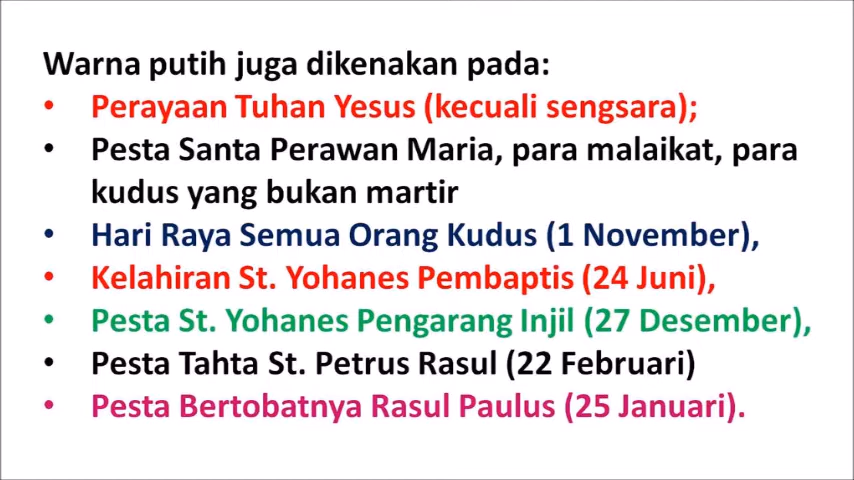 Warna putih juga dikenakan pada:
• Perayaan Tuhan Yesus (kecuali sengsara);
• Pesta Santa Perawan Maria, para malaikat, para
kudus yang bukan martir
• Hari Raya Semua Orang Kudus (1 November),
• Kelahiran St. Yohanes Pembaptis (24 Juni),
• Pesta St. Yohanes Pengarang Injil (27 Desember),
• Pesta Tahta St. Petrus Rasul (22 Februari)
• Pesta Bertobatnya Rasul Paulus (25 Januari).